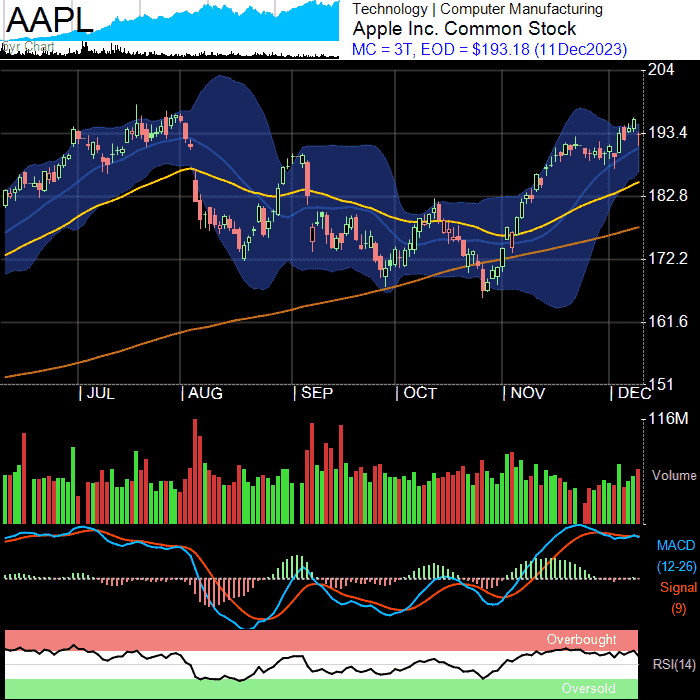 AAPL
Technology | Computer Manufacturing
Apple Inc. Common Stock
MC = 3T, EOD = $193.18 (11Dec2023)
Chart
204
193.4
182.8
172.2
161.6
151
| JUL | AUG | SEP | OCT | NOV | DEC
116M
Volume
MACD
(12-26)
Signal
(9)
Overbought
RSI(14)
Oversold